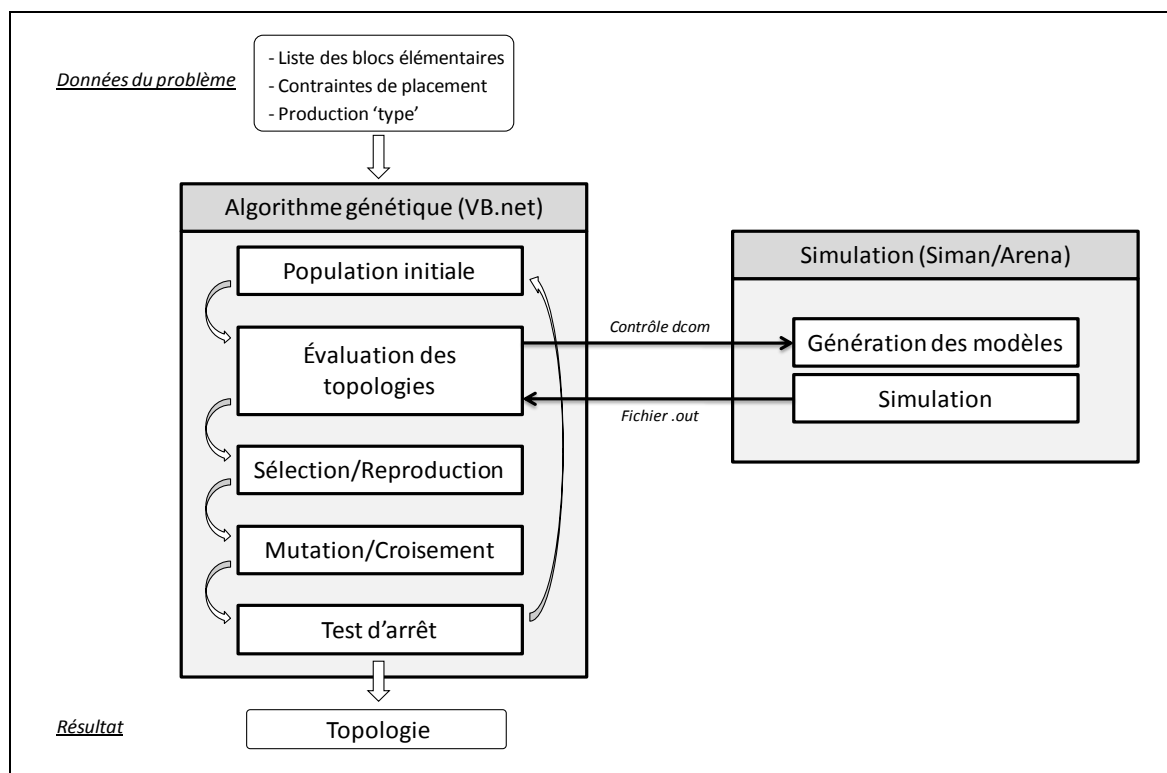 Données du problème
- Liste des blocs élémentaires
- Contraintes de placement
- Production ‘type’
Algorithme génétique (VB.net)
Population initiale
Évaluation des
topologies
Sélection/Reproduction
Mutation/Croisement
Test d’arrêt
Contrôle dcom
Fichier .out
Simulation (Siman/Arena)
Génération des modèles
Simulation
Résultat
Topologie